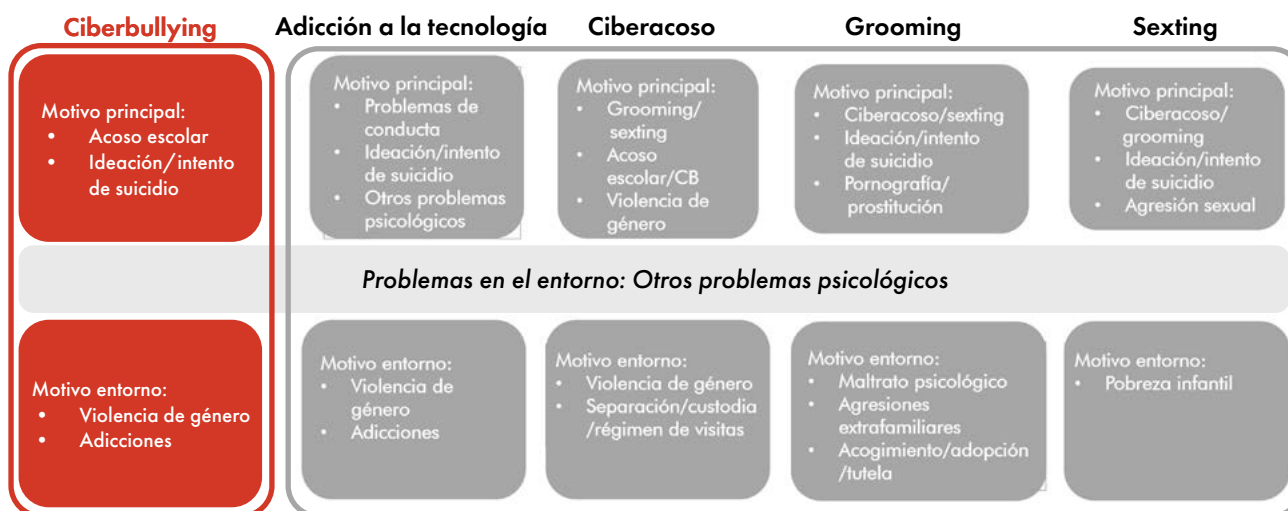 Ciberbullying
Adicción a la tecnología
Ciberacoso
Grooming
Sexting
Motivo principal:
• Acoso escolar
• Ideación/intento
de suicidio
Motivo principal:
• Problemas de
conducta
• Ideación/intento
de suicidio
• Otros problemas
psicológicos
Motivo principal:
• Grooming/
sexting
• Acoso
escolar/CB
• Violencia de
género
Motivo principal:
• Ciberacoso/sexting
• Ideación/intento
de suicidio
• Pornografía/
prostitución
Motivo principal:
• Ciberacoso/
grooming
• Ideación/intento
de suicidio
• Agresión sexual
Problemas en el entorno: Otros problemas psicológicos
Motivo entorno:
• Violencia de género
• Adicciones
Motivo entorno:
• Violencia de
género
• Adicciones
Motivo entorno:
• Violencia de género
• Separación/custodia
/régimen de visitas
Motivo entorno:
• Maltrato psicológico
• Agresiones
extrafamiliares
• Acogimiento/adopción
/tutela
Motivo entorno:
• Pobreza infantil